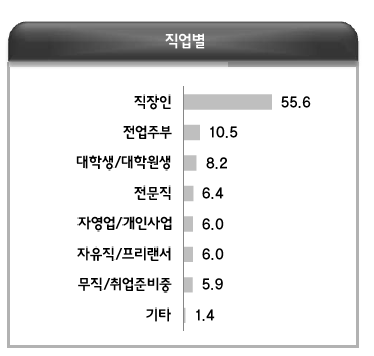 직업별
직장인 55.6
전업주부 10.5
대학생/대학원생 8.2
전문직 6.4
자영업/개인사업 6.0
자유직/프리랜서 6.0
무직/취업준비중 5.9
기타 1.4